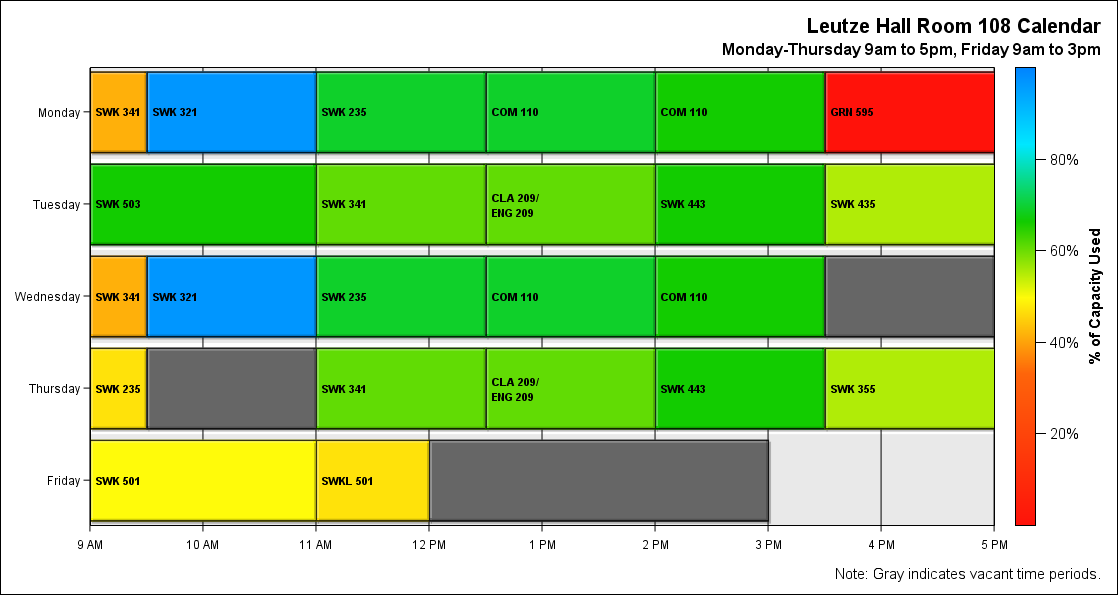 Leutze Hall Room 108 Calendar
Monday-Thursday 9am to 5pm, Friday 9am to 3pm
Monday
SWK 341
SWK 321
SWK 235
COM 110
COM 110
GRN 595
Tuesday
SWK 503
SWK 341
CLA 209/
ENG 209
SWK 443
SWK 435
Wednesday
SWK 341
SWK 321
SWK 235
COM 110
COM 110
Thursday
SWK 235
SWK 341
CLA 209/
ENG 209
SWK 443
SWK 355
Friday
SWK 501
SWKL 501
9 AM
10 AM
11 AM
12 PM
1 PM
2 PM
3 PM
4 PM
5 PM
80%
60%
40%
20%
% of Capacity Used
Note: Gray indicates vacant time periods.